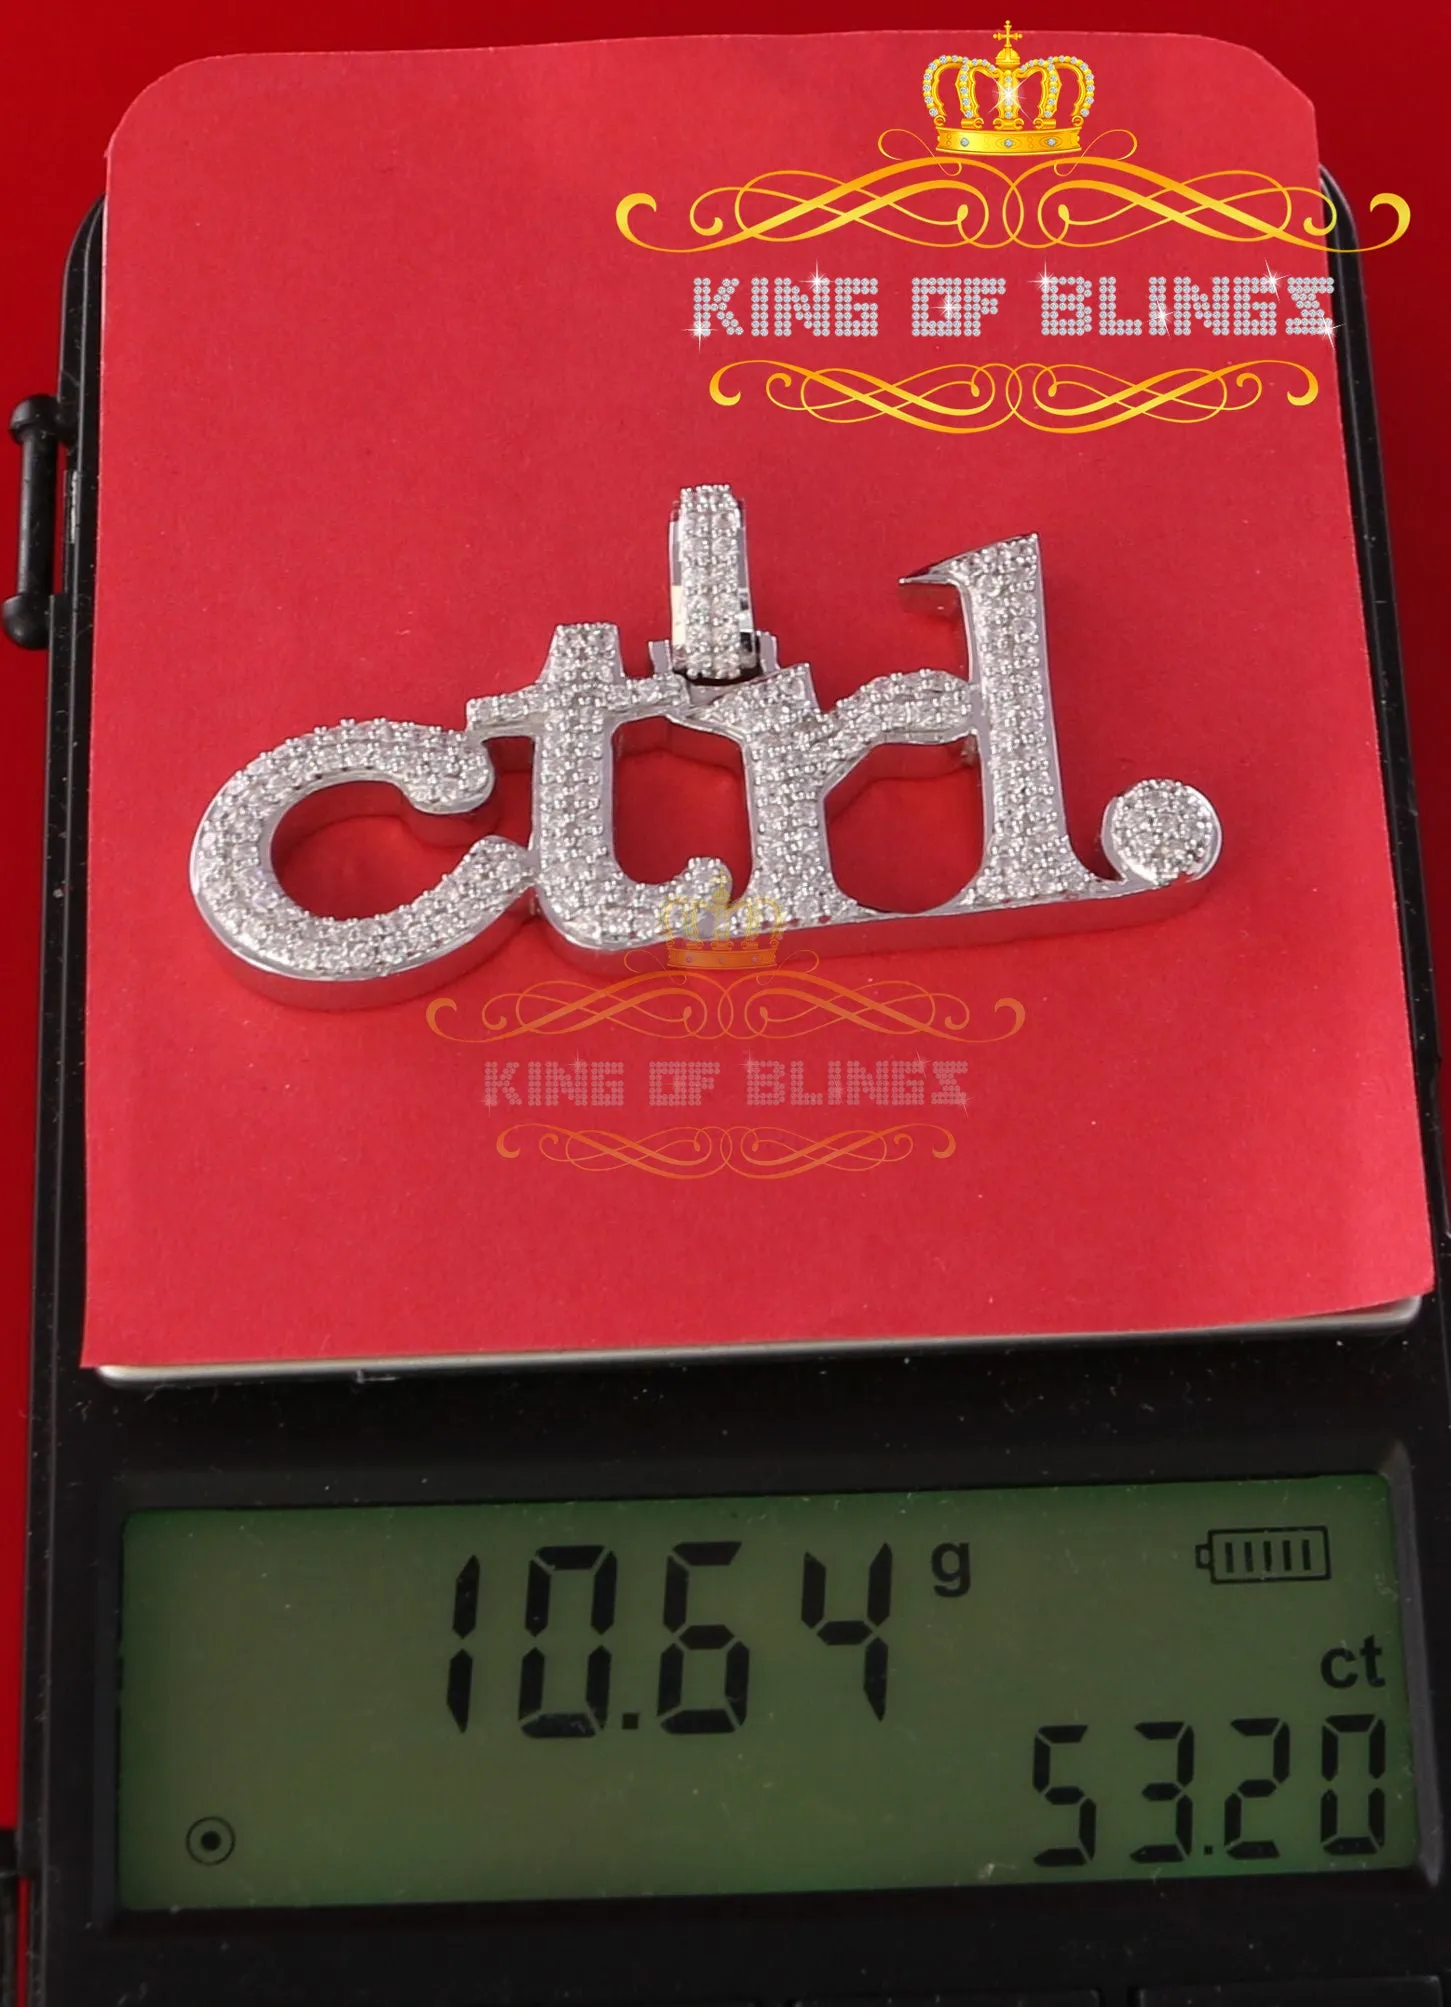 KING OF BLINGS
ctrl.
KING OF BLINGS
10.64 g
ct
53.20